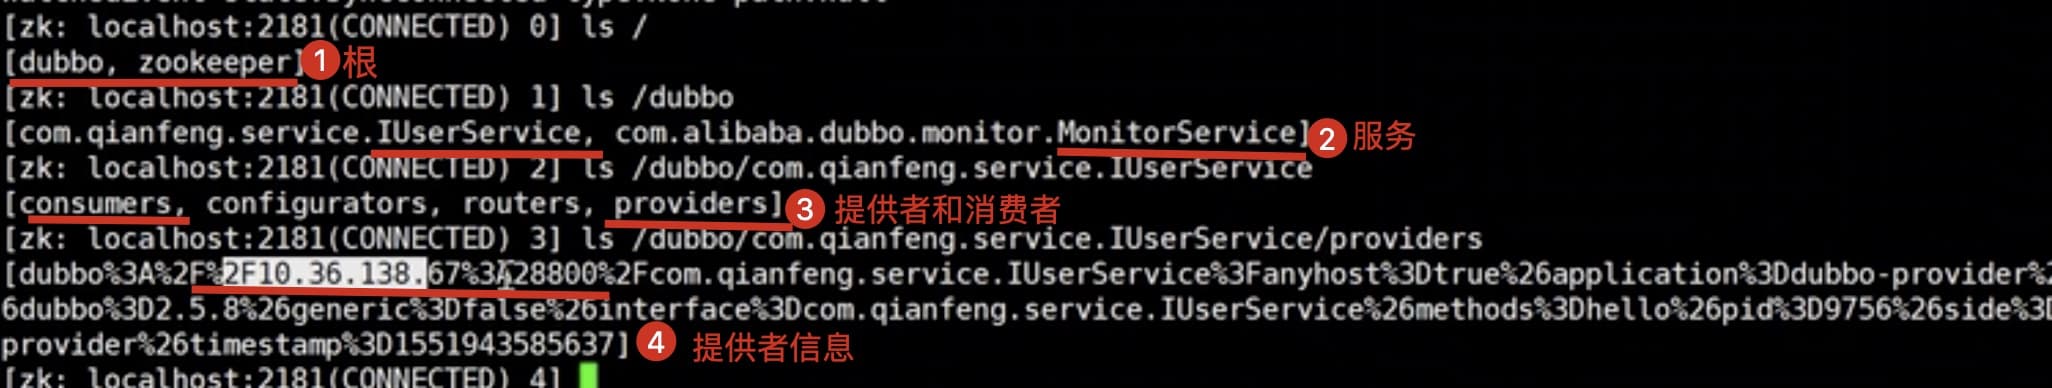 [zk: localhost:2181(CONNECTED) 0] ls /
[dubbo, zookeeper] 1 根
[zk: localhost:2181(CONNECTED) 1] ls /dubbo
[com.qianfeng.service.IUserService, com.alibaba.dubbo.monitor.MonitorService] 2 服务
[zk: localhost:2181(CONNECTED) 2] ls /dubbo/com.qianfeng.service.IUserService
[consumers, configurators, routers, providers] 3 提供者和消费者
[zk: localhost:2181(CONNECTED) 3] ls /dubbo/com.qianfeng.service.IUserService/providers
[dubbo%3A%2F%2F10.36.138.67%3A28800%2Fcom.qianfeng.service.IUserService%3Fanyhost%3Dtrue%26application%3Ddubbo-provider%2
6dubbo%3D2.5.8%26generic%3Dfalse%26interface%3Dcom.qianfeng.service.IUserService%26methods%3Dhello%26pid%3D9756%26side%3D
provider%26timestamp%3D1551943585637] 4 提供者信息
[zk: localhost:2181(CONNECTED) 4]